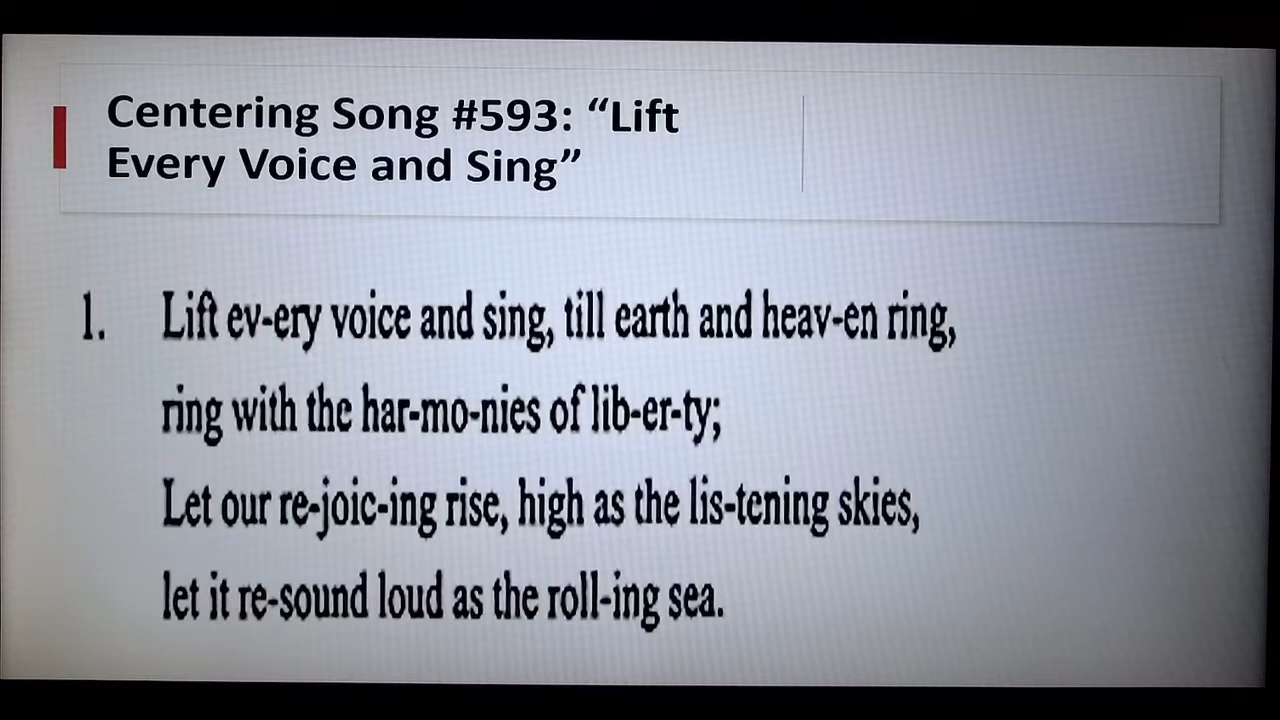 Centering Song #593: “Lift
Every Voice and Sing”
1. Lift ev-ery voice and sing, till earth and heav-en ring,
ring with the har-mo-nies of lib-er-ty;
Let our re-joic-ing rise, high as the lis-tening skies,
let it re-sound loud as the roll-ing sea.